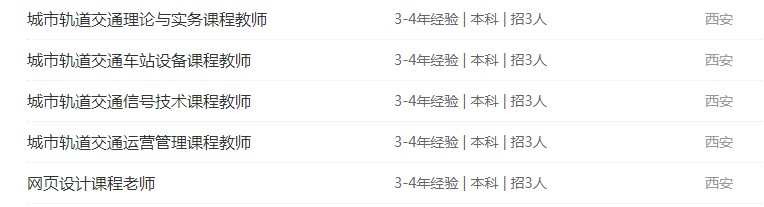 城市轨道交通理论与实务课程教师 3-4年经验 | 本科 | 招3人 西安
城市轨道交通车站设备课程教师 3-4年经验 | 本科 | 招3人 西安
城市轨道交通信号技术课程教师 3-4年经验 | 本科 | 招3人 西安
城市轨道交通运营管理课程教师 3-4年经验 | 本科 | 招3人 西安
网页设计课程老师 3-4年经验 | 本科 | 招3人 西安